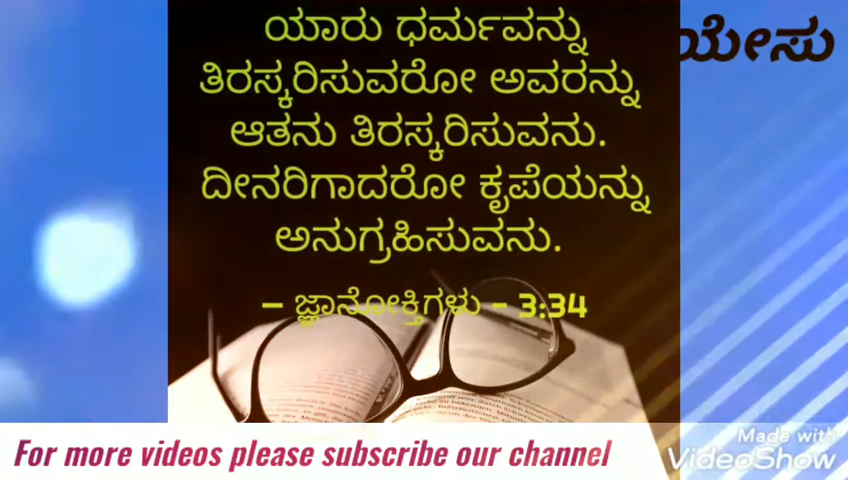 ಯಾರು ಧರ್ಮವನ್ನು
ತಿರಸ್ಕರಿಸುವರೋ ಅವರನ್ನು
ಆತನು ತಿರಸ್ಕರಿಸುವನು.
ದೀನರಿಗಾದರೋ ಕೃಪೆಯನ್ನು
ಅನುಗ್ರಹಿಸುವನು.
– ಜ್ಞಾನೋಕ್ತಿಗಳು - 3:34
ಯೇಸು
For more videos please subscribe our channel
Made with
VideoShow